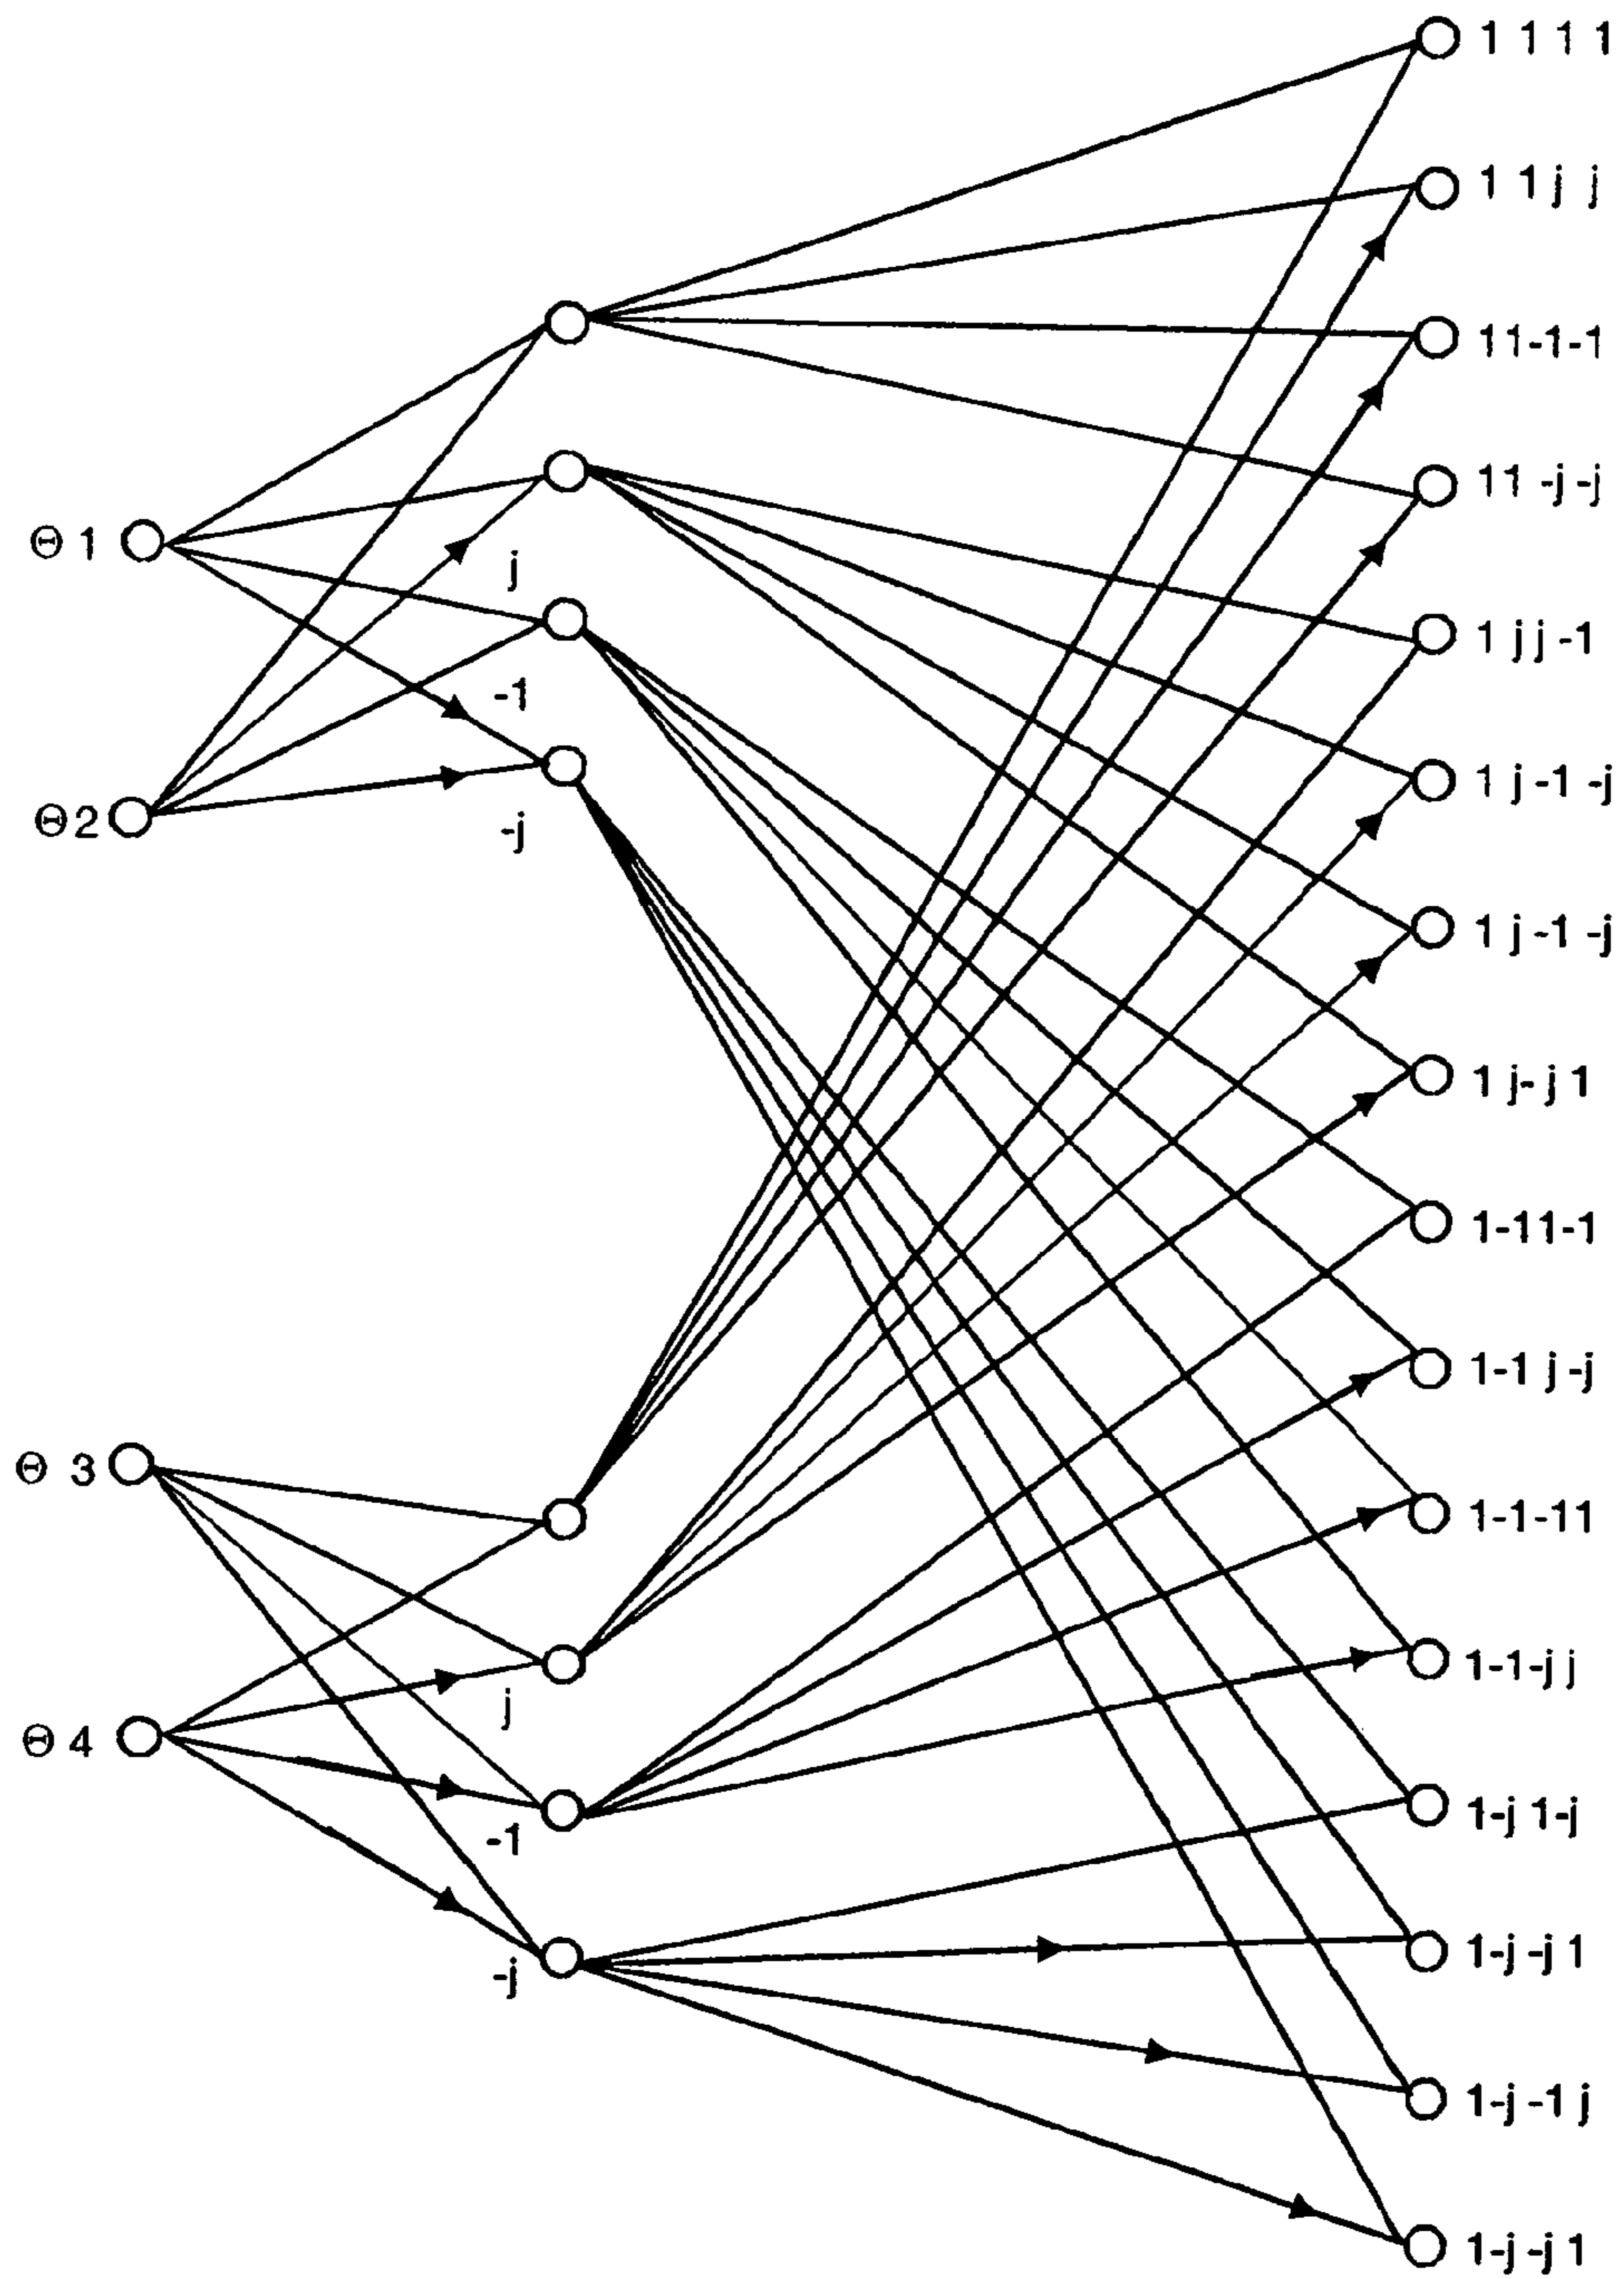 1 1 1 1
1 1 j j
11-1-1
11 -j -j
Θ 1
j
1 j j -1
-1
1 j -1 -j
Θ2
-j
1 j -1 -j
1 j- j 1
1-11-1
1-1 j -j
Θ 3
1-1-11
1-1-j j
j
Θ 4
1-j 1-j
-1
1-j -j 1
-j
1-j -1 j
1-j -j 1